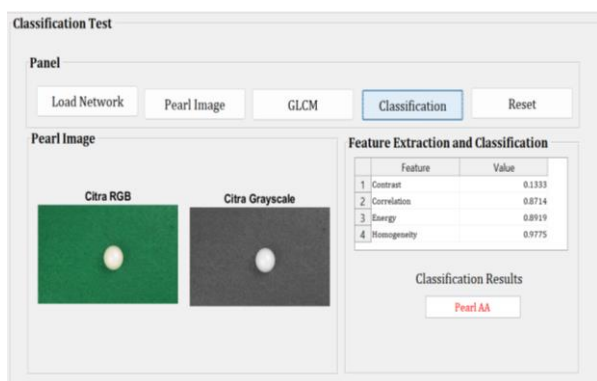 Classification Test
Panel
Load Network Pearl Image GLCM Classification Reset
Pearl Image
Citra RGB Citra Grayscale
Feature Extraction and Classification
Feature Value
1 Contrast 0.1333
2 Correlation 0.8714
3 Energy 0.8919
4 Homogeneity 0.9775
Classification Results
Pearl AA